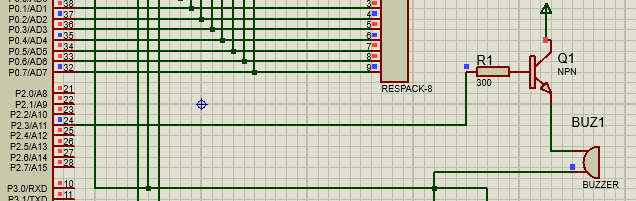 P0.1/AD1 38 3
P0.2/AD2 37 4
P0.3/AD3 36 5
P0.4/AD4 35 6
P0.5/AD5 34 7
P0.6/AD6 33 8
P0.7/AD7 32 9
RESPACK-8
R1
300
Q1
NPN
P2.0/A8 21
P2.1/A9 22
P2.2/A10 23
P2.3/A11 24
P2.4/A12 25
P2.5/A13 26
P2.6/A14 27
P2.7/A15 28
BUZ1
BUZZER
P3.0/RXD 10
P3.1/TXD 11